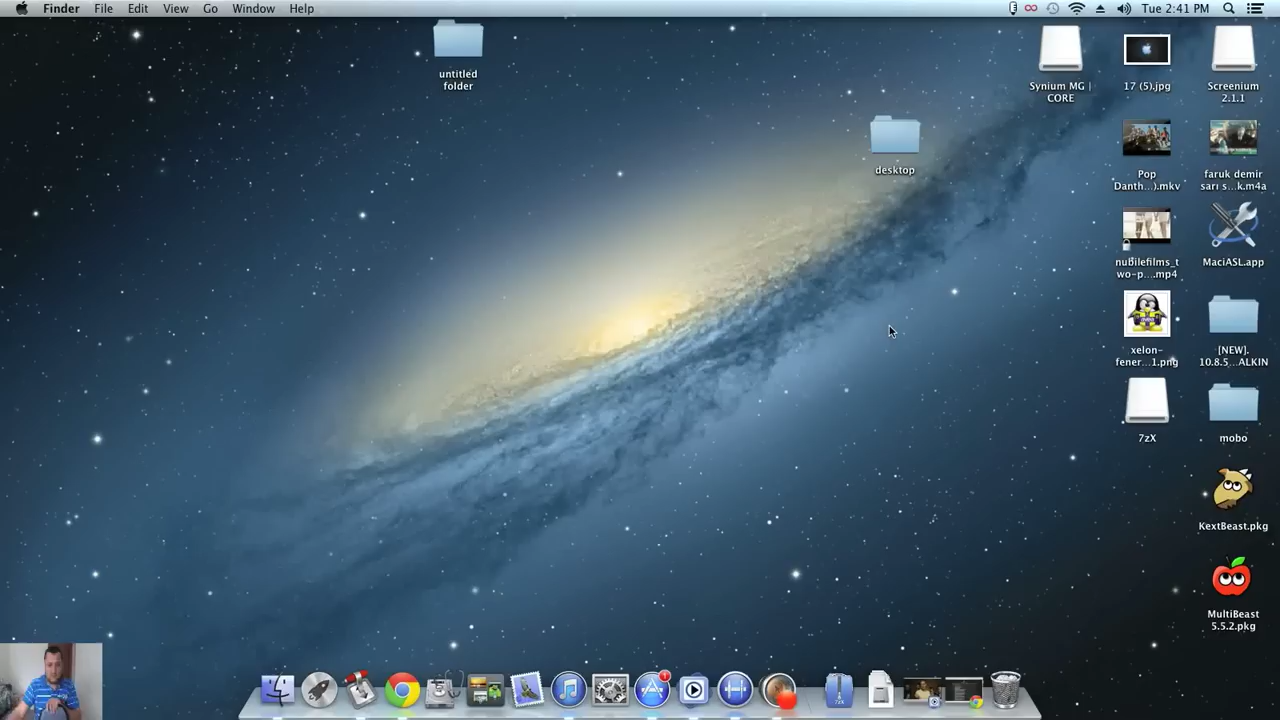 Finder File Edit View Go Window Help Tue 2:41 PM
untitled
folder
desktop
Synium MG |
CORE
17 (5).jpg
Screenium
2.1.1
Pop
Danth...).mkv
faruk demir
sarı s...k.m4a
nubilefilms_t
wo-p....mp4
MaciASL.app
xelon-
fener...1.png
[NEW].
10.8.5...ALKIN
7zX
mobo
KextBeast.pkg
MultiBeast
5.5.2.pkg
1